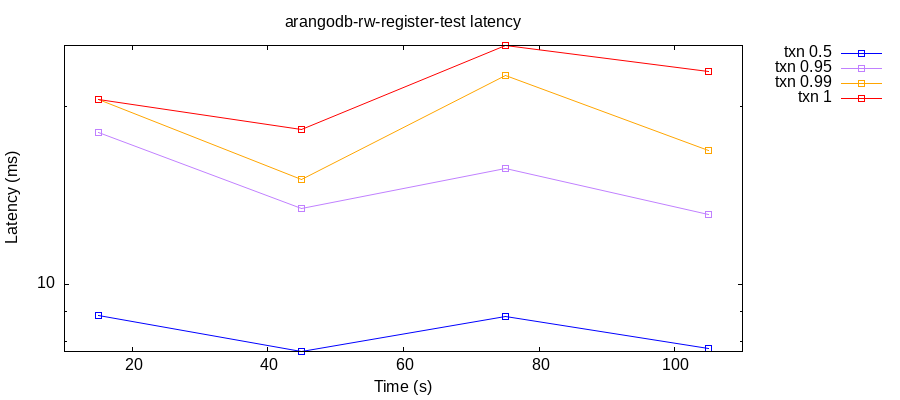 arangodb-rw-register-test latency
txn 0.5
txn 0.95
txn 0.99
txn 1
Latency (ms)
10
20 40 60 80 100
Time (s)